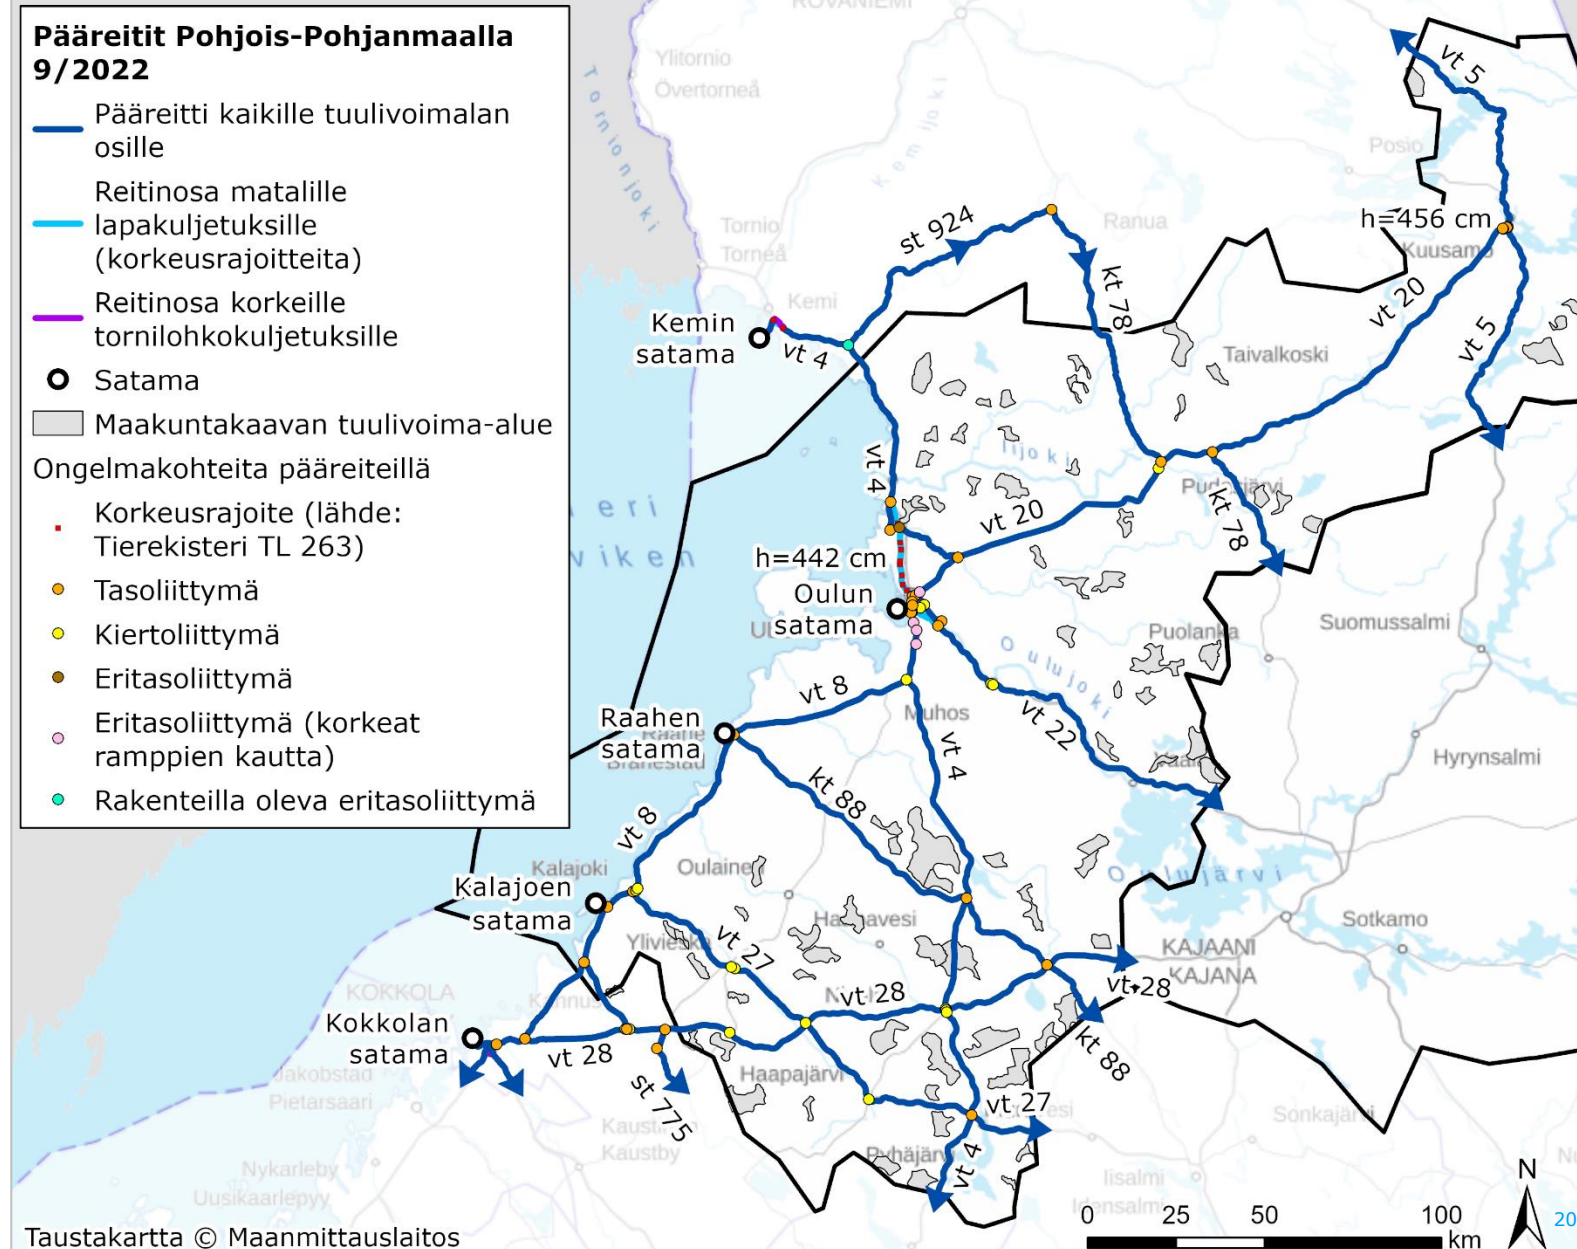 Pääreitit Pohjois-Pohjanmaalla
9/2022
Pääreitti kaikille tuulivoimalan
osille
Reitinosa matalille
lapakuljetuksille
(korkeusrajoitteita)
Reitinosa korkeille
tornilohkokuljetuksille
Satama
Maakuntakaavan tuulivoima-alue
Ongelmakohteita pääreiteillä
Korkeusrajoite (lähde:
Tierekisteri TL 263)
Tasoliittymä
Kiertoliittymä
Eritasoliittymä
Eritasoliittymä (korkeat
ramppien kautta)
Rakenteilla oleva eritasoliittymä
ROVANIEMI
Ylitornio
Övertorneå
Tornionjoki
Kemijoki
vt 5
Posio
Tornio
Torneå
st 924
Ranua
h=456 cm
Kuusamo
Kemi
Kemin
satama
vt 4
kt 78
vt 20
vt 5
Taivalkoski
vt 4
Iijoki
Pudasjärvi
kt 78
vt 20
eri
viken
h=442 cm
Oulun
satama
Oulujoki
Puolanka
Suomussalmi
vt 8
Muhos
vt 22
vt 4
Raahen
satama
Brahestad
Hyrynsalmi
kt 88
vt 8
Kalajoki
Oulainen
Oulujärvi
Kalajoen
satama
Sotkamo
Ylivieska
vt 27
KAJAANI
KAJANA
vt 28
KOKKOLA
Kannus
vt 28
Kokkolan
satama
vt 28
kt 88
Jakobstad
Pietarsaari
st 775
Haapajärvi
vt 27
Sonkajärvi
Kaustby
Pyhäjärvi
vt 4
Nykarleby
Uusikaarlepyy
Iisalmi
N
0 25 50 100
km
20
Taustakartta © Maanmittauslaitos